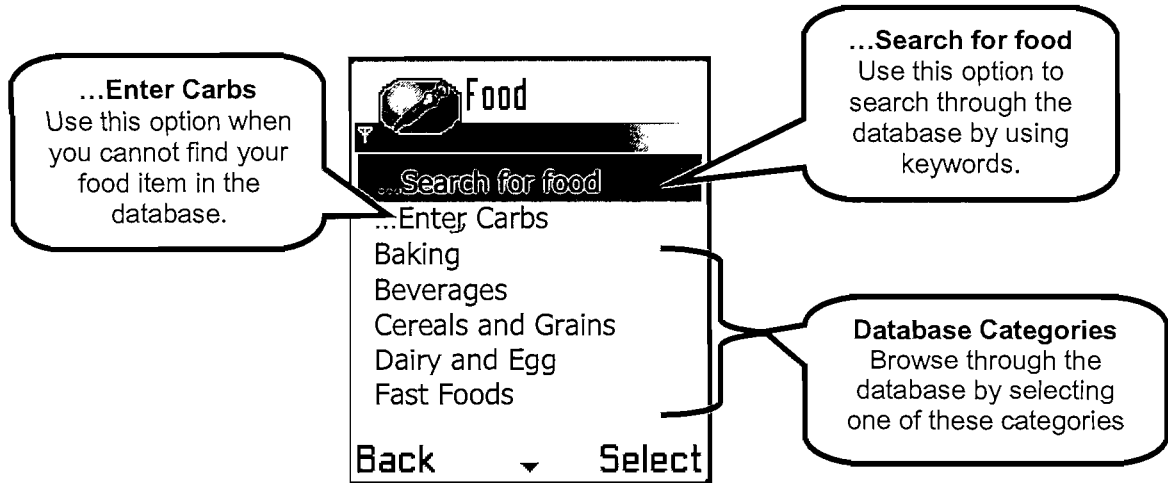 ...Enter Carbs
Use this option when
you cannot find your
food item in the
database.
Food
...Search for food
...Enter Carbs
Baking
Beverages
Cereals and Grains
Dairy and Egg
Fast Foods
Back
Select
...Search for food
Use this option to
search through the
database by using
keywords.
Database Categories
Browse through the
database by selecting
one of these categories